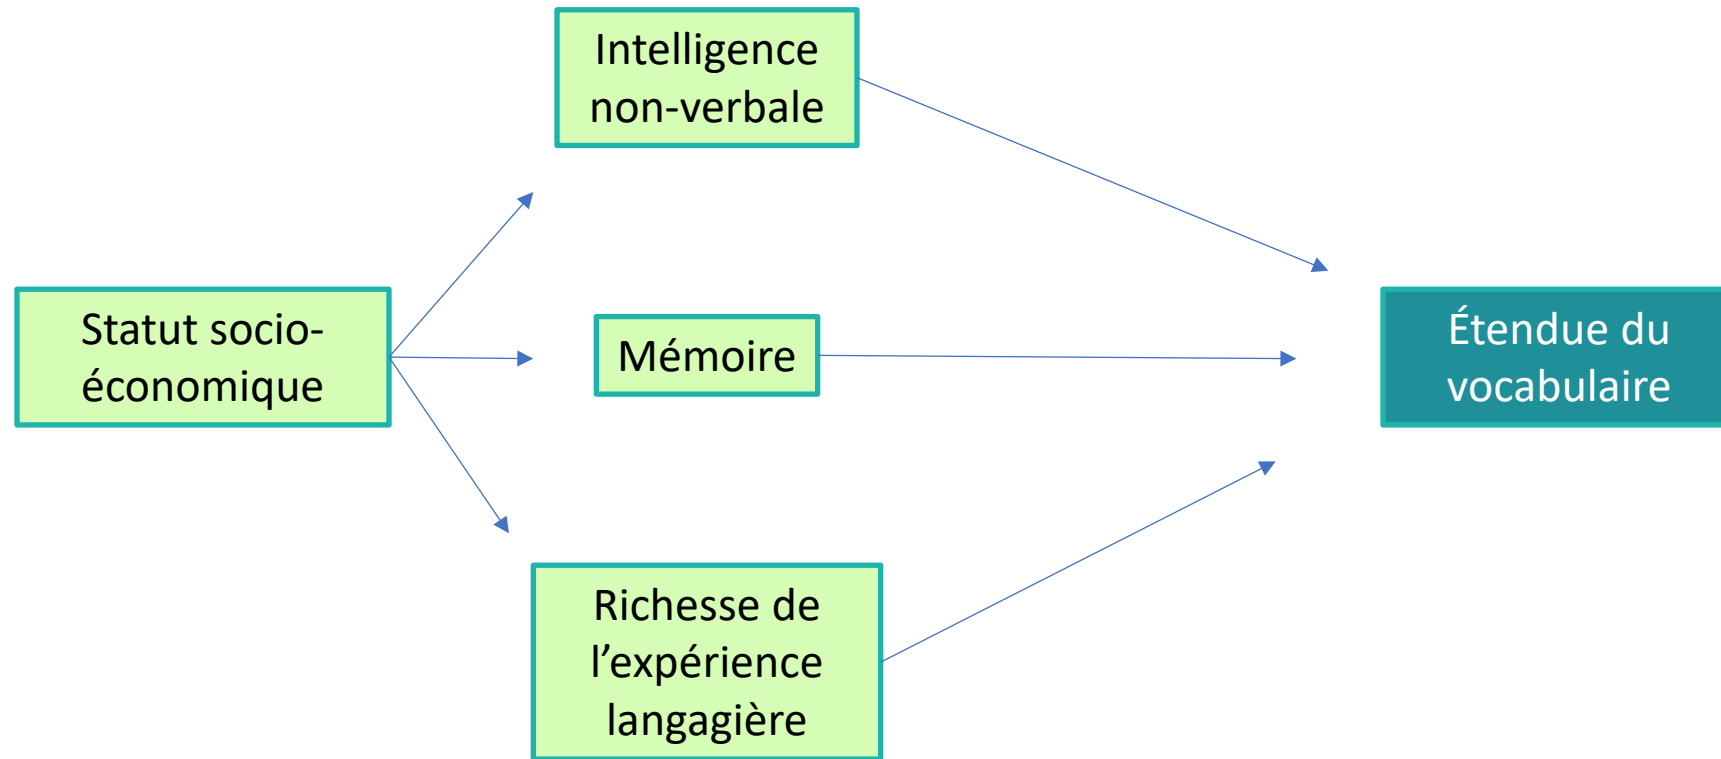 Intelligence
non-verbale
Statut socio-
économique
Mémoire
Étendue du
vocabulaire
Richesse de
l’expérience
langagière